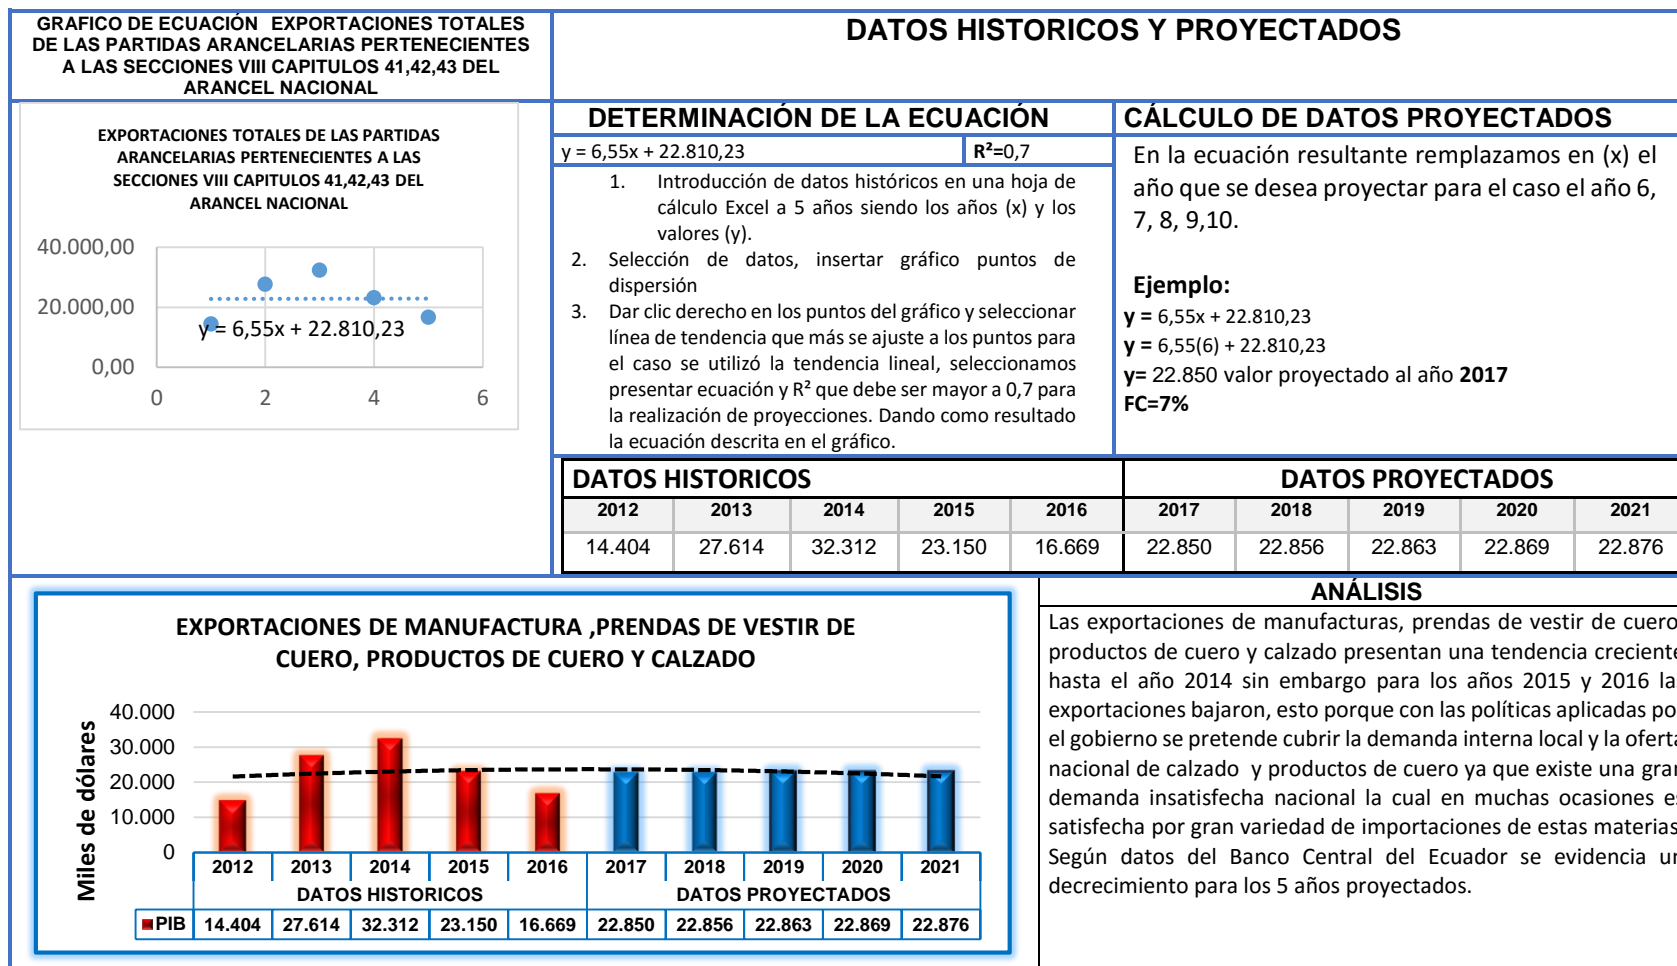 GRAFICO DE ECUACIÓN EXPORTACIONES TOTALES
DE LAS PARTIDAS ARANCELARIAS PERTENECIENTES
A LAS SECCIONES VIII CAPITULOS 41,42,43 DEL
ARANCEL NACIONAL
DATOS HISTORICOS Y PROYECTADOS
EXPORTACIONES TOTALES DE LAS PARTIDAS
ARANCELARIAS PERTENECIENTES A LAS
SECCIONES VIII CAPITULOS 41,42,43 DEL
ARANCEL NACIONAL
40.000,00
20.000,00
0,00
y = 6,55x + 22.810,23
0 2 4 6
DETERMINACIÓN DE LA ECUACIÓN
y = 6,55x + 22.810,23 R²=0,7
1. Introducción de datos históricos en una hoja de
cálculo Excel a 5 años siendo los años (x) y los
valores (y).
2. Selección de datos, insertar gráfico puntos de
dispersión
3. Dar clic derecho en los puntos del gráfico y seleccionar
línea de tendencia que más se ajuste a los puntos para
el caso se utilizó la tendencia lineal, seleccionamos
presentar ecuación y R² que debe ser mayor a 0,7 para
la realización de proyecciones. Dando como resultado
la ecuación descrita en el gráfico.
CÁLCULO DE DATOS PROYECTADOS
En la ecuación resultante remplazamos en (x) el
año que se desea proyectar para el caso el año 6,
7, 8, 9,10.
Ejemplo:
y = 6,55x + 22.810,23
y = 6,55(6) + 22.810,23
y= 22.850 valor proyectado al año 2017
FC=7%
DATOS HISTORICOS DATOS PROYECTADOS
2012 2013 2014 2015 2016 2017 2018 2019 2020 2021
14.404 27.614 32.312 23.150 16.669 22.850 22.856 22.863 22.869 22.876
EXPORTACIONES DE MANUFACTURA ,PRENDAS DE VESTIR DE
CUERO, PRODUCTOS DE CUERO Y CALZADO
Miles de dólares
40.000
30.000
20.000
10.000
0
2012 2013 2014 2015 2016 2017 2018 2019 2020 2021
DATOS HISTORICOS DATOS PROYECTADOS
PIB 14.404 27.614 32.312 23.150 16.669 22.850 22.856 22.863 22.869 22.876
ANÁLISIS
Las exportaciones de manufacturas, prendas de vestir de cuero
productos de cuero y calzado presentan una tendencia creciente
hasta el año 2014 sin embargo para los años 2015 y 2016 la
exportaciones bajaron, esto porque con las políticas aplicadas po
el gobierno se pretende cubrir la demanda interna local y la oferta
nacional de calzado y productos de cuero ya que existe una gran
demanda insatisfecha nacional la cual en muchas ocasiones es
satisfecha por gran variedad de importaciones de estas materias
Según datos del Banco Central del Ecuador se evidencia un
decrecimiento para los 5 años proyectados.